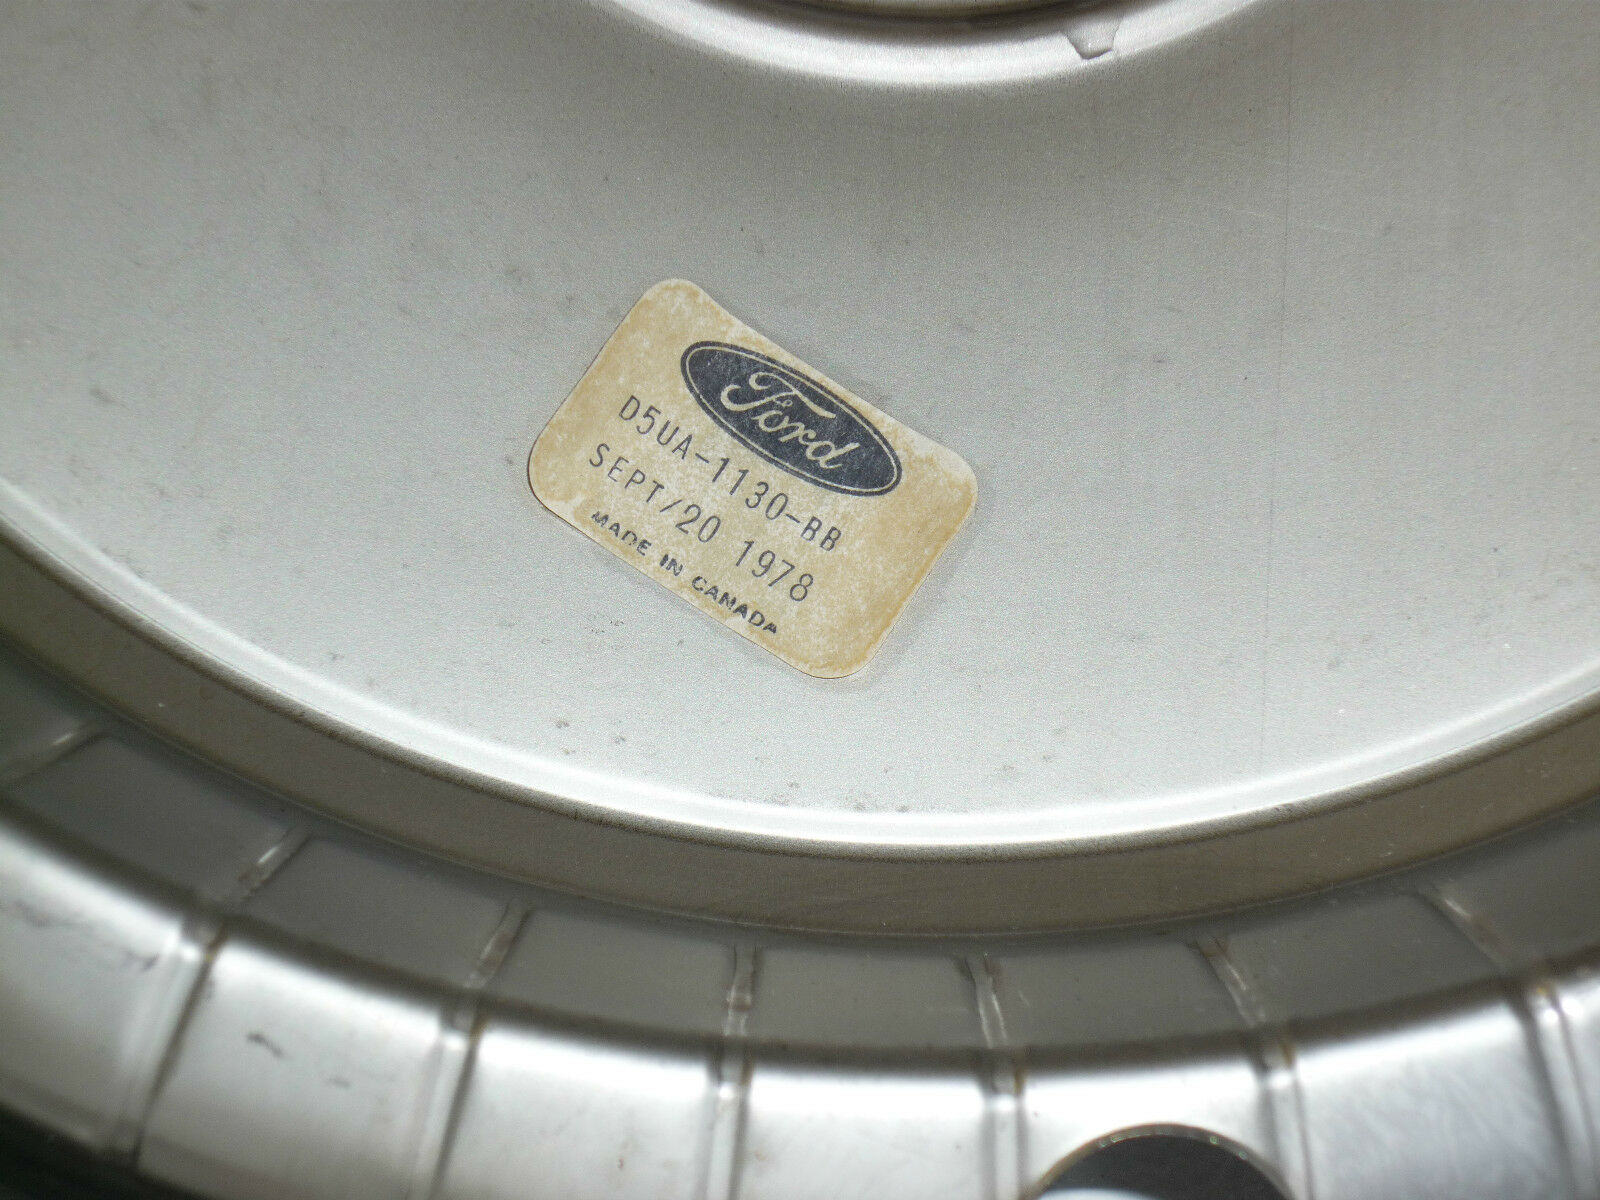 Ford
D5UA-1130-BB
SEPT/20 1978
MADE IN CANADA